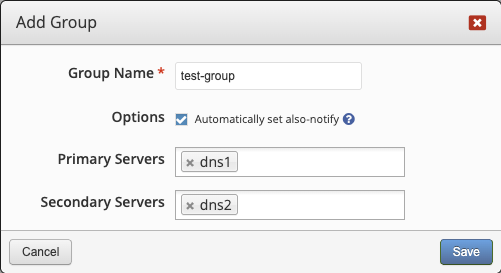 Add Group
Group Name *
test-group
Options
Automatically set also-notify ?
Primary Servers
× dns1
Secondary Servers
× dns2
Cancel
Save